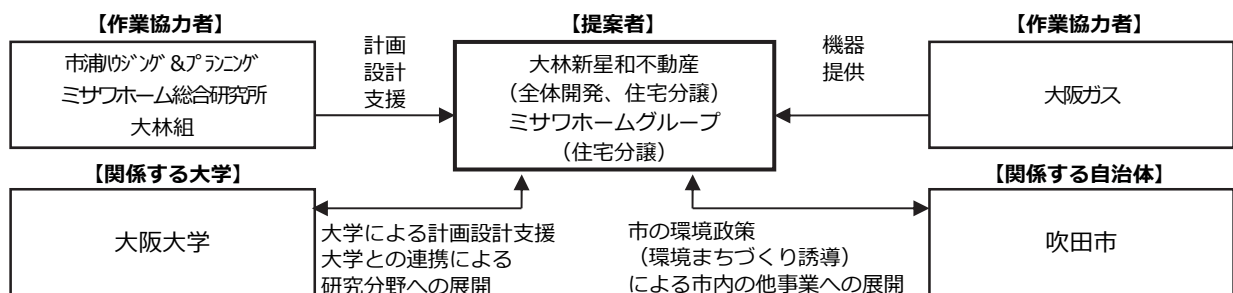 【作業協力者】
市浦ﾊｳｼﾞﾝｸﾞ&ﾌﾟﾗﾝﾆﾝｸﾞ
ミサワホーム総合研究所
大林組
計画
設計
支援
【提案者】
大林新星和不動産
（全体開発、住宅分譲）
ミサワホームグループ
（住宅分譲）
機器
提供
【作業協力者】
大阪ガス
【関係する大学】
大阪大学
大学による計画設計支援
大学との連携による
研究分野への展開
市の環境政策
（環境まちづくり誘導）
による市内の他事業への展開
【関係する自治体】
吹田市